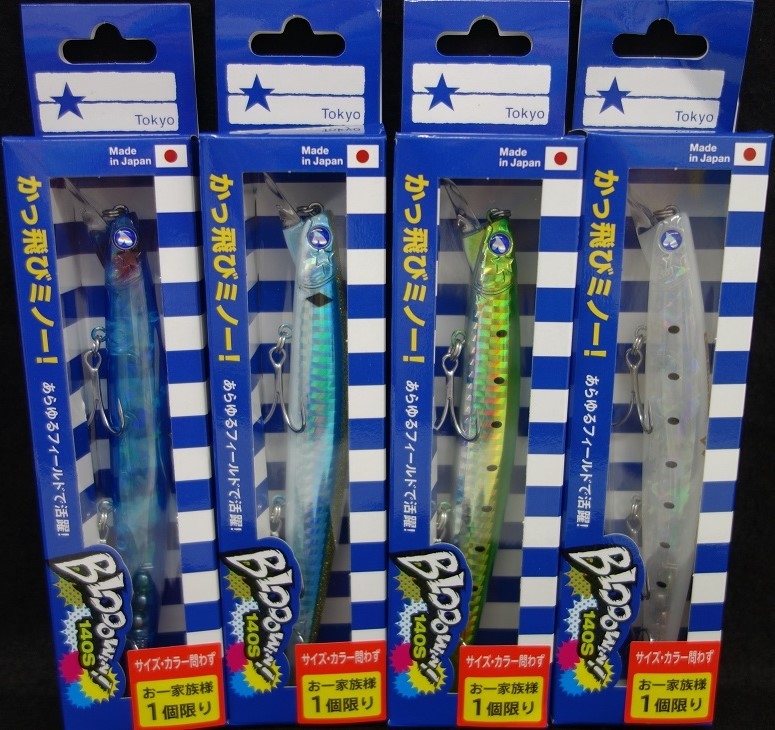 Tokyo
Made
in Japan
かっ飛びミノー!
あらゆるフィールドで活躍!
Blooowin'!
140S
サイズ・カラー問わず
お一家族様
1個限り
Tokyo
Made
in Japan
かっ飛びミノー!
あらゆるフィールドで活躍!
Blooowin'!
140S
サイズ・カラー問わず
お一家族様
1個限り
Tokyo
Made
in Japan
かっ飛びミノー!
あらゆるフィールドで活躍!
Blooowin'!
140S
サイズ・カラー問わず
お一家族様
1個限り
Tokyo
Made
in Japan
かっ飛びミノー!
あらゆるフィールドで活躍!
Blooowin'!
140S
サイズ・カラー問わず
お一家族様
1個限り